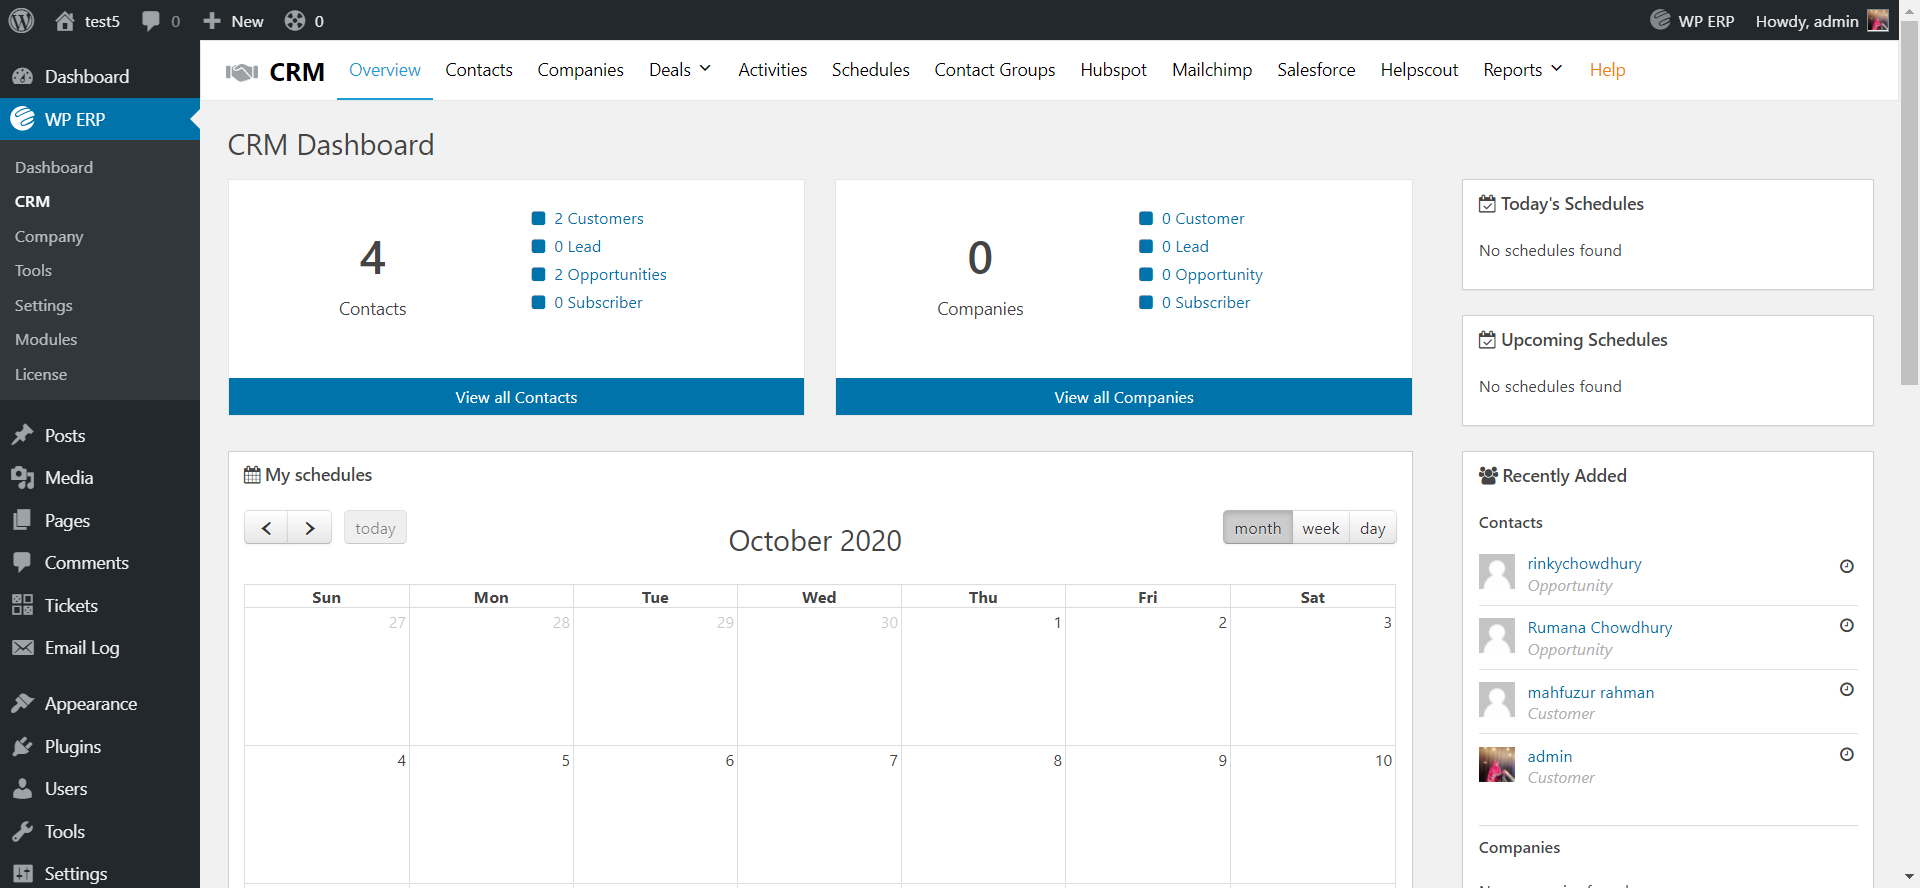 test5 0 New 0 WP ERP Howdy, admin
Dashboard
WP ERP
Dashboard
CRM
Company
Tools
Settings
Modules
License
Posts
Media
Pages
Comments
Tickets
Email Log
Appearance
Plugins
Users
Tools
Settings
CRM Overview Contacts Companies Deals Activities Schedules Contact Groups Hubspot Mailchimp Salesforce Helpscout Reports Help
CRM Dashboard
4
Contacts
2 Customers
0 Lead
2 Opportunities
0 Subscriber
View all Contacts
0
Companies
0 Customer
0 Lead
0 Opportunity
0 Subscriber
View all Companies
My schedules
today
October 2020
month week day
Sun Mon Tue Wed Thu Fri Sat
27 28 29 30 1 2 3
4 5 6 7 8 9 10
Today's Schedules
No schedules found
Upcoming Schedules
No schedules found
Recently Added
Contacts
rinkychowdhury
Opportunity
Rumana Chowdhury
Opportunity
mahfuzur rahman
Customer
admin
Customer
Companies